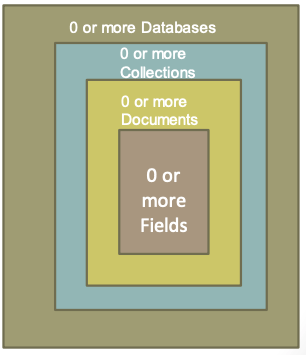 0 or more Databases
0 or more
Collections
0 or more
Documents
0 or
more
Fields